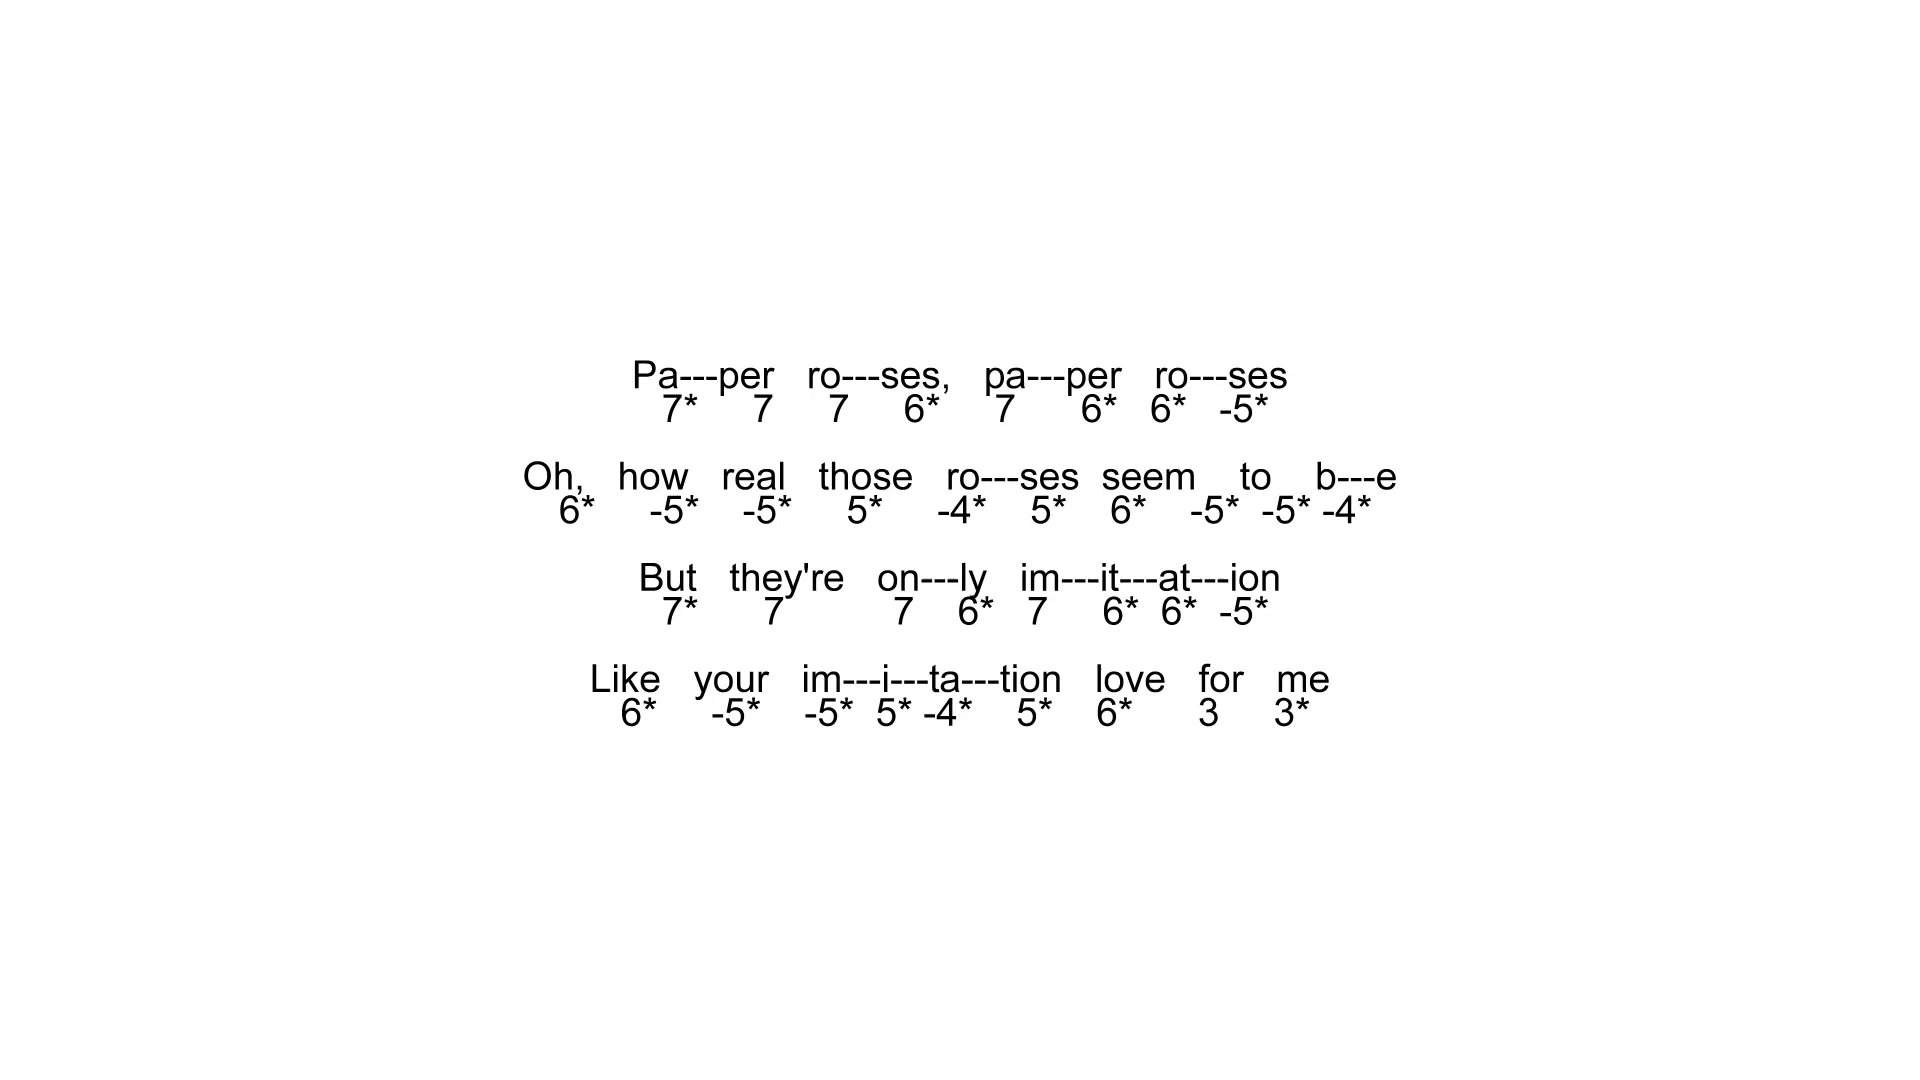 Pa---per ro---ses, pa---per ro---ses
7* 7 7 6* 7 6* 6* -5*
Oh, how real those ro---ses seem to b---e
6* -5* -5* 5* -4* 5* 6* -5* -5* -4*
But they're on---ly im---it---at---ion
7* 7 7 6* 7 6* 6* -5*
Like your im---i---ta---tion love for me
6* -5* -5* 5* -4* 5* 6* 3 3*